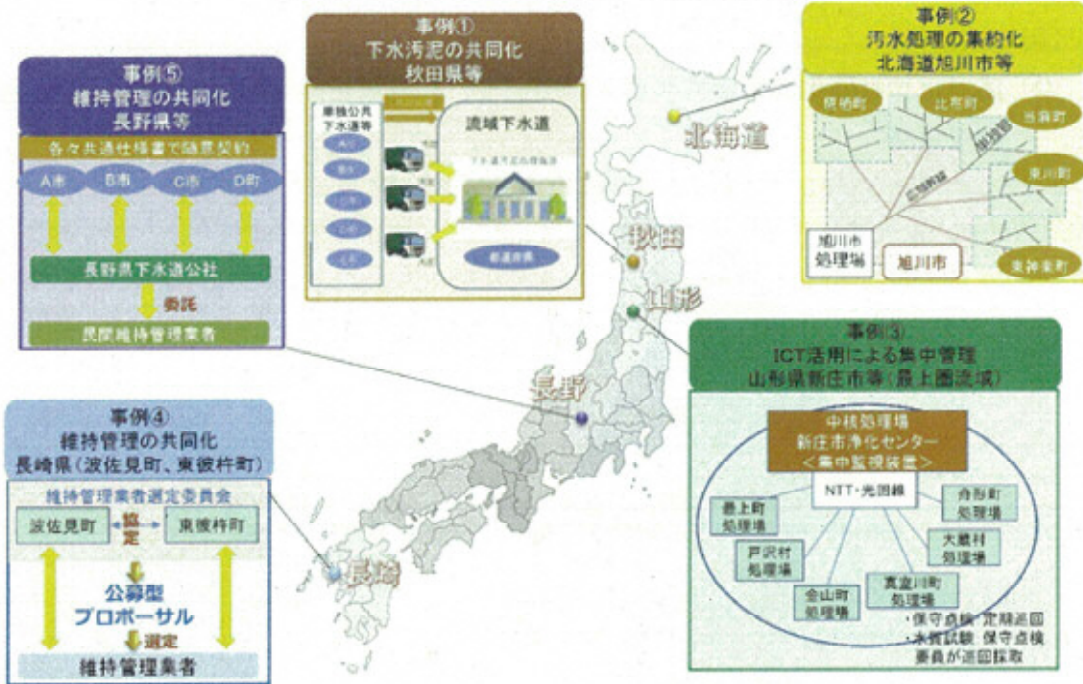 事例①
下水汚泥の共同化
秋田県等
単独公共
下水道等
流域下水道
都道府県
事例②
汚水処理の集約化
北海道旭川市等
比布町
当麻町
東川町
東神楽町
旭川市
処理場
旭川市
事例⑤
維持管理の共同化
長野県等
各々共通仕様書で随意契約
A市
B市
C市
D町
長野県下水道公社
委託
民間維持管理業者
北海道
秋田
山形
長野
長崎
事例③
ICT活用による集中管理
山形県新庄市等(最上圏流域)
中核処理場
新庄市浄化センター
<集中監視装置>
NTT・光回線
最上町
処理場
戸沢村
処理場
金山町
処理場
真室川町
処理場
大蔵村
処理場
舟形町
処理場
・保守点検 定期巡回
・水質試験 保守点検
要員が巡回採取
事例④
維持管理の共同化
長崎県(波佐見町、東彼杵町)
維持管理業者選定委員会
波佐見町
協定
東彼杵町
公募型
プロポーサル
選定
維持管理業者